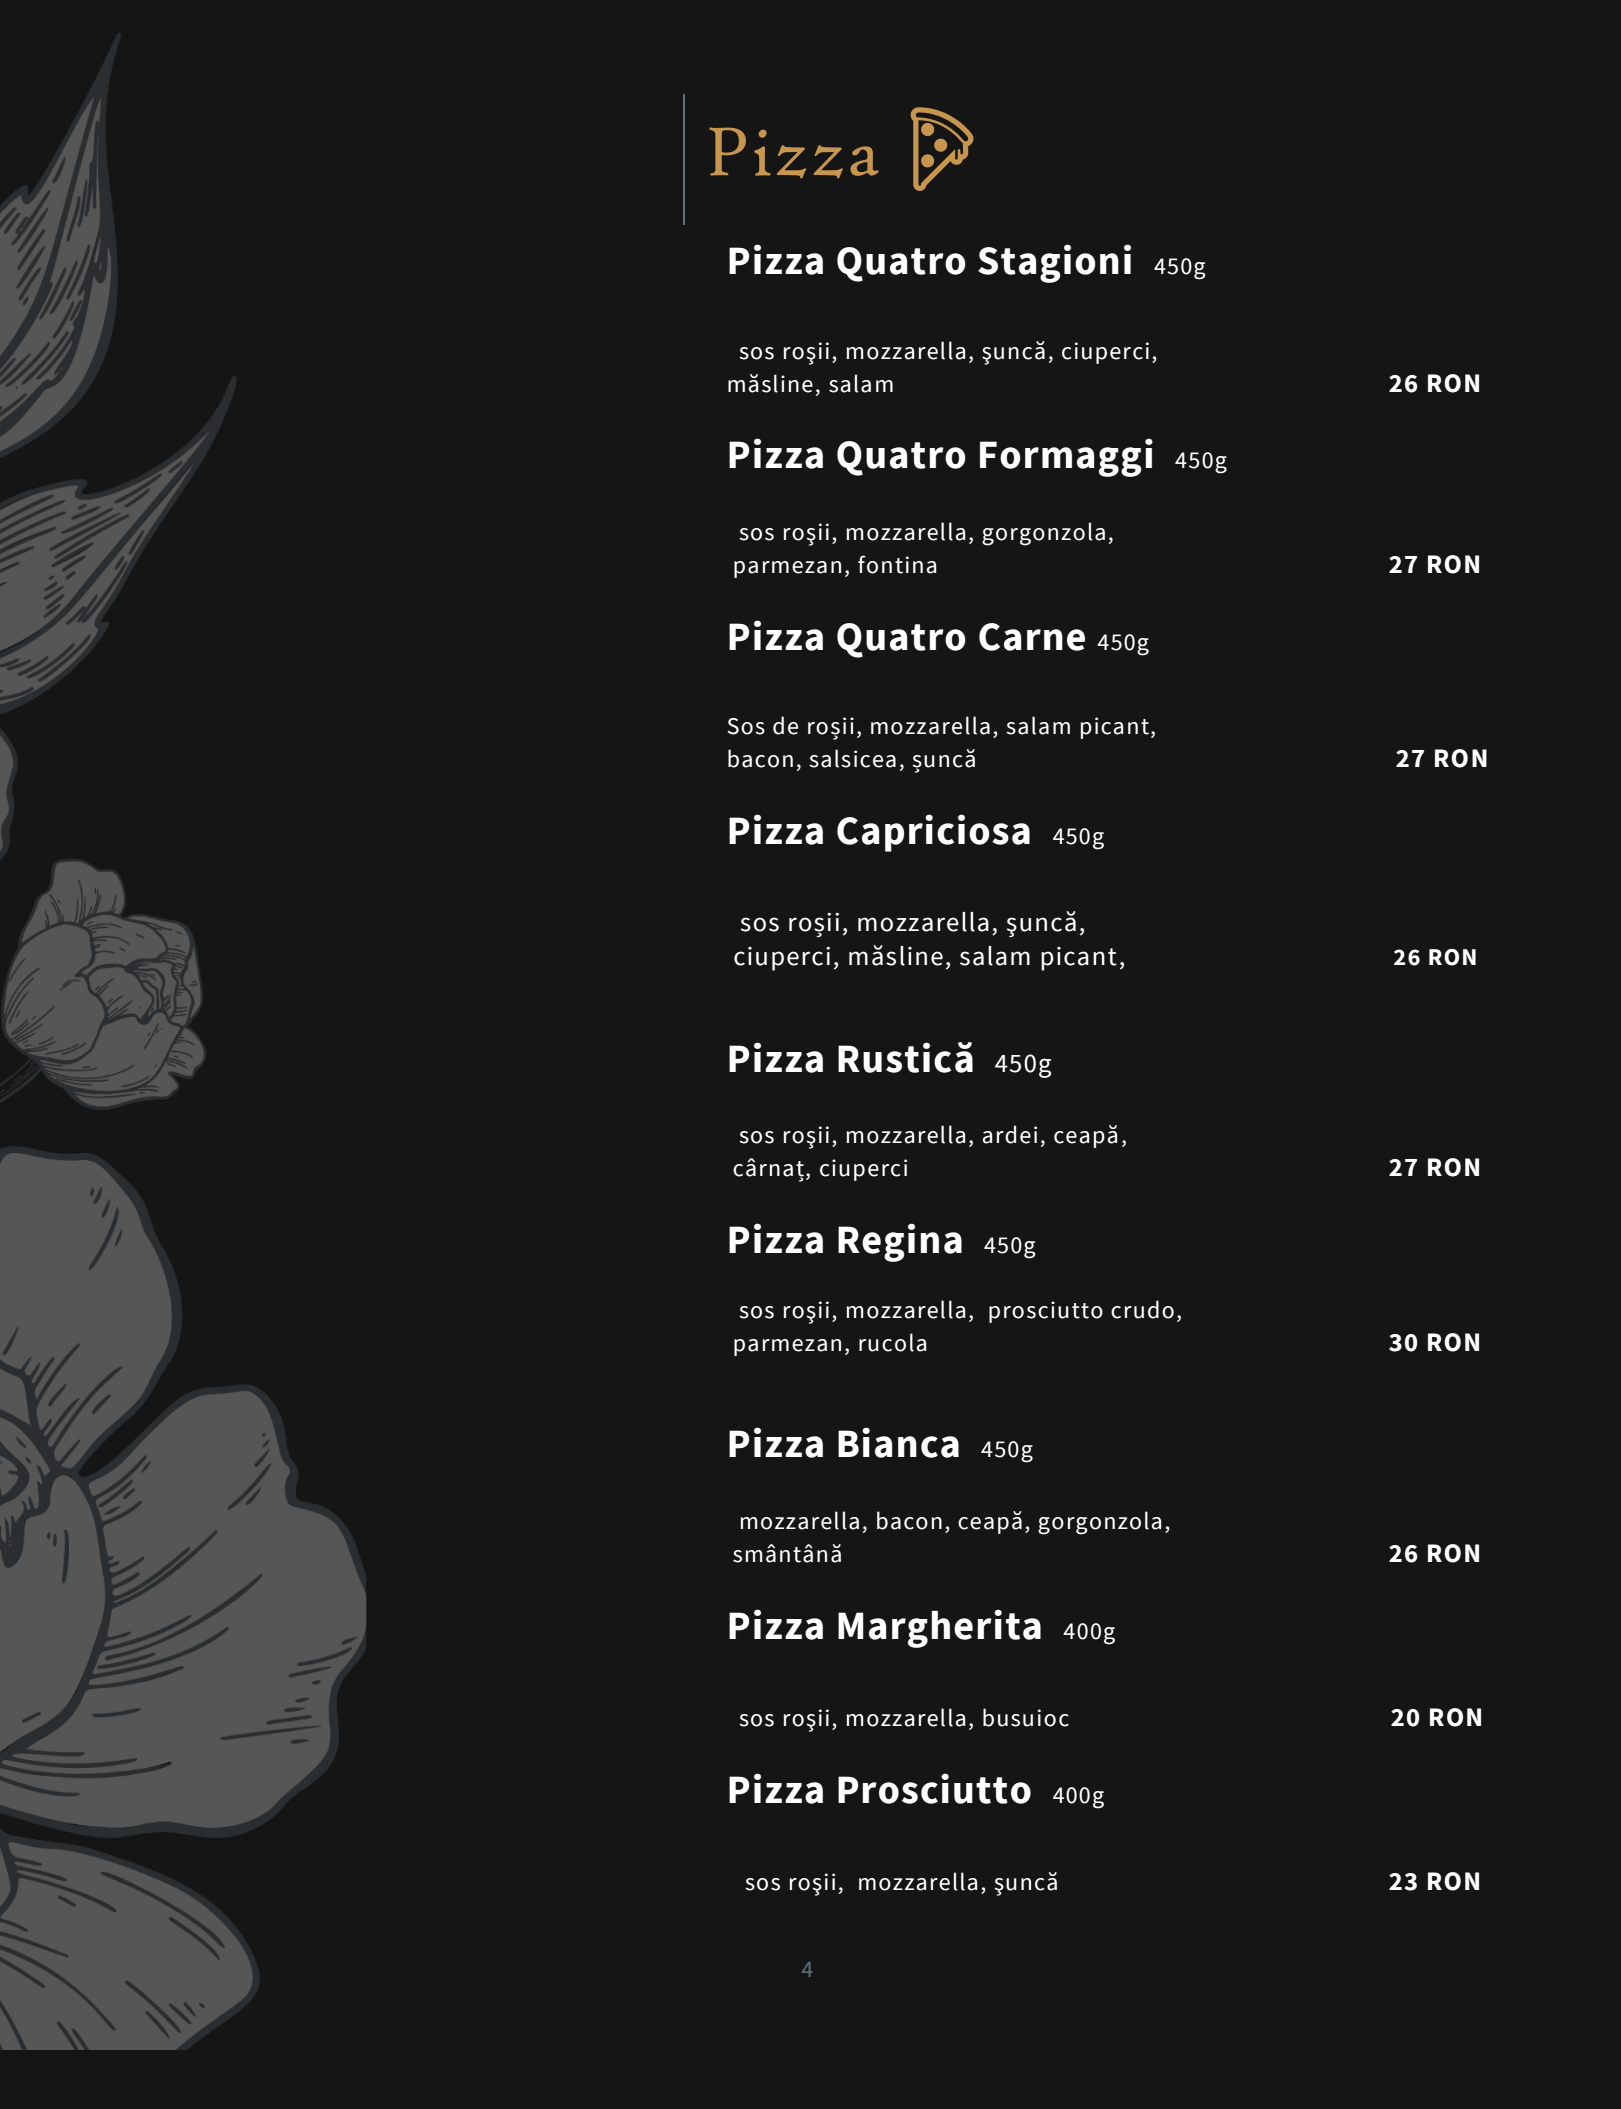 Pizza
Pizza Quatro Stagioni 450g
sos roşii, mozzarella, şuncă, ciuperci,
măsline, salam
26 RON
Pizza Quatro Formaggi 450g
sos roşii, mozzarella, gorgonzola,
parmezan, fontina
27 RON
Pizza Quatro Carne 450g
Sos de roșii, mozzarella, salam picant,
bacon, salsicea, șuncă
27 RON
Pizza Capriciosa 450g
sos roșii, mozzarella, şuncă,
ciuperci, măsline, salam picant,
26 RON
Pizza Rustică 450g
sos roşii, mozzarella, ardei, ceapă,
cârnaț, ciuperci
27 RON
Pizza Regina 450g
sos roşii, mozzarella, prosciutto crudo,
parmezan, rucola
30 RON
Pizza Bianca 450g
mozzarella, bacon, ceapă, gorgonzola,
smântână
26 RON
Pizza Margherita 400g
sos roşii, mozzarella, busuioc
20 RON
Pizza Prosciutto 400g
sos roşii, mozzarella, şuncă
23 RON
4